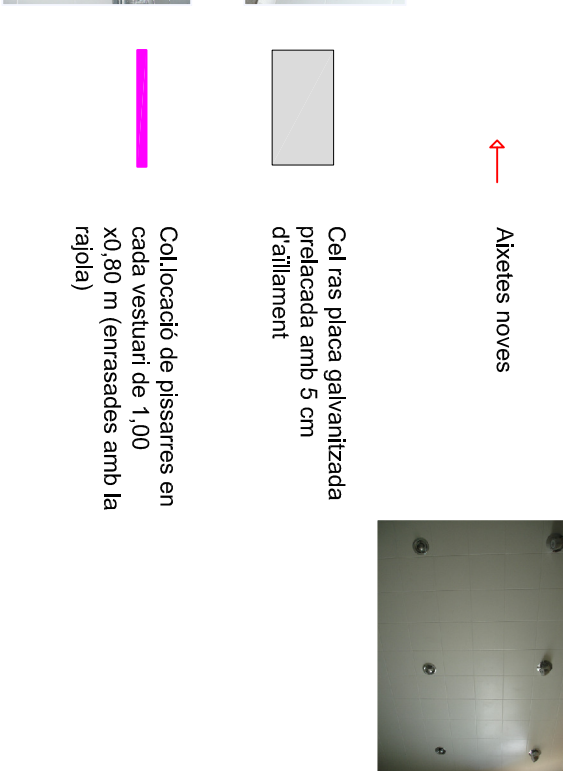 Aixetes noves
Cel ras placa galvanitzada
prelacada amb 5 cm
d'aïllament
Col.locació de pissarres en
cada vestuari de 1,00
x0,80 m (enrasades amb la
rajola)